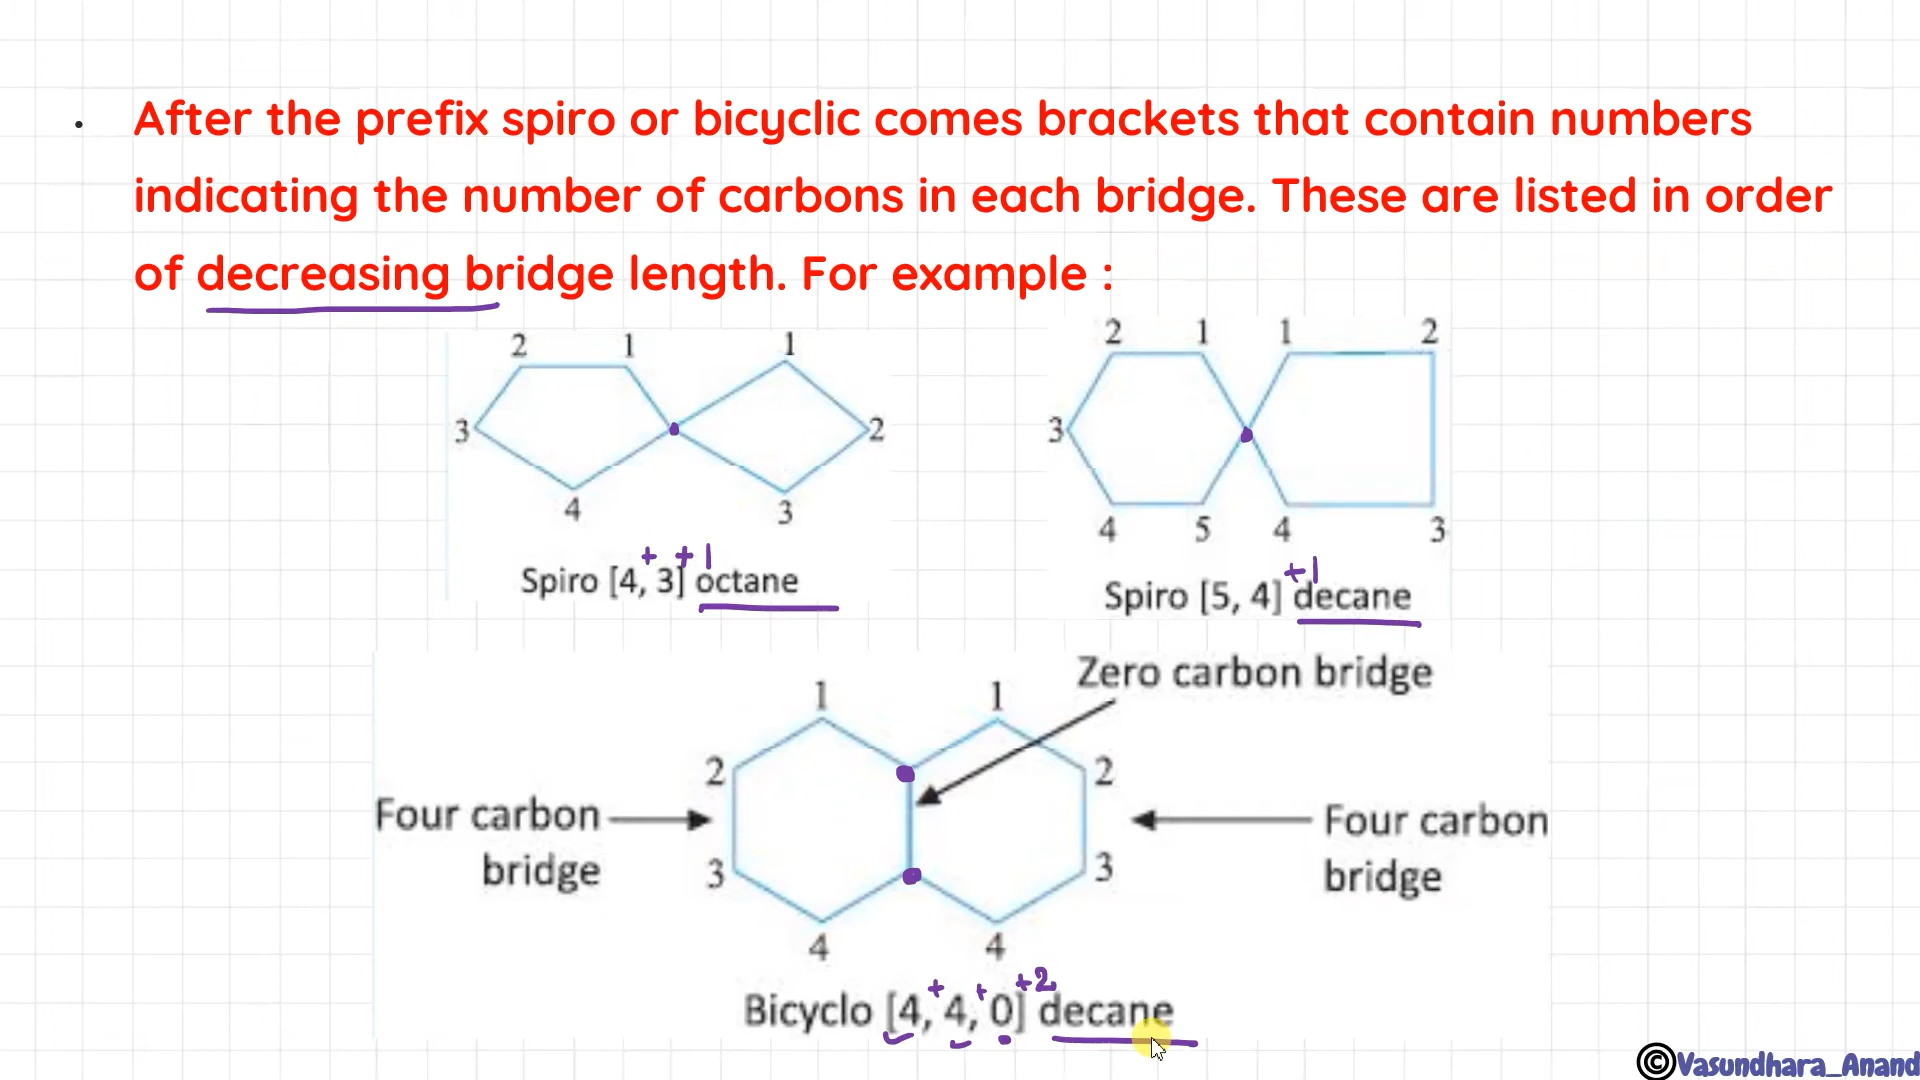 • After the prefix spiro or bicyclic comes brackets that contain numbers
indicating the number of carbons in each bridge. These are listed in order
of decreasing bridge length. For example :
2 1 1
3 2
4 3
+ +1
Spiro [4, 3] octane
2 1 1 2
3
4 5 4 3
+1
Spiro [5, 4] decane
Zero carbon bridge
1 1
2 2
Four carbon
bridge
3 3
Four carbon
bridge
4 4
+ + +2
Bicyclo [4, 4, 0] decane
©Vasundhara_Anand